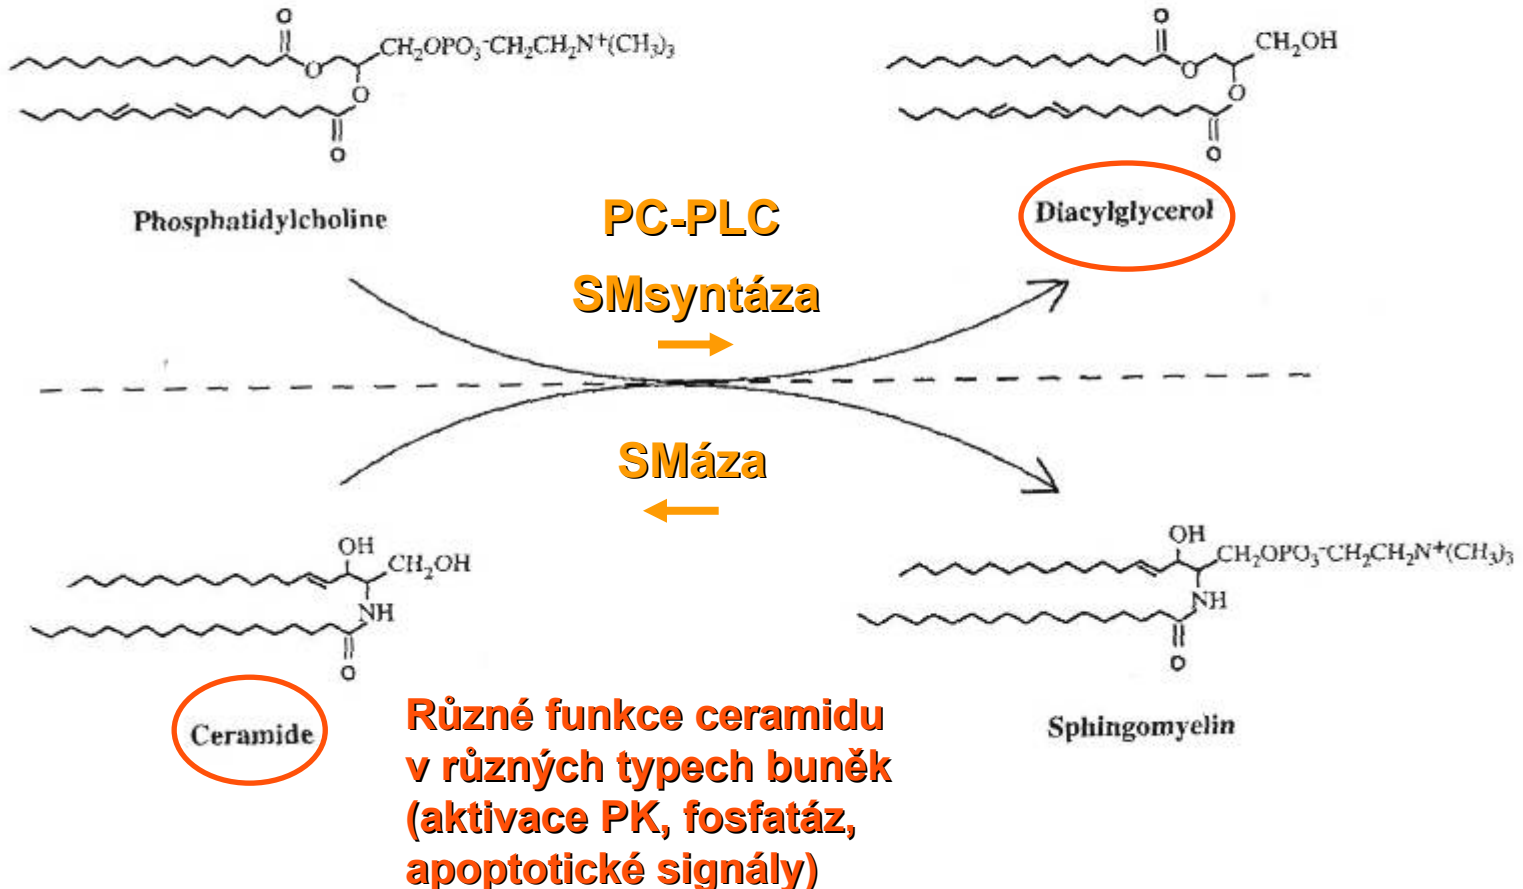 O
CH₂OPO₃⁻CH₂CH₂N⁺(CH₃)₃
O
O
O
Phosphatidylcholine
O
CH₂OH
O
O
O
Diacylglycerol
PC-PLC
SMsyntáza
SMáza
OH
CH₂OH
NH
O
Ceramide
OH
CH₂OPO₃⁻CH₂CH₂N⁺(CH₃)₃
NH
O
Sphingomyelin
Různé funkce ceramidu
v různých typech buněk
(aktivace PK, fosfatáz,
apoptotické signály)